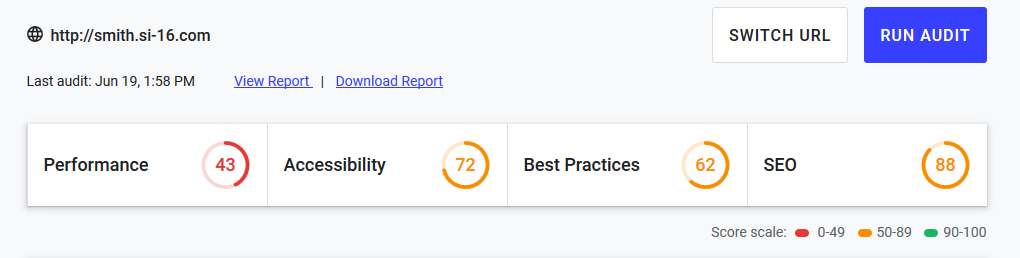 http://smith.si-16.com SWITCH URL RUN AUDIT
Last audit: Jun 19, 1:58 PM View Report | Download Report
Performance 43 Accessibility 72 Best Practices 62 SEO 88
Score scale: 0-49 50-89 90-100